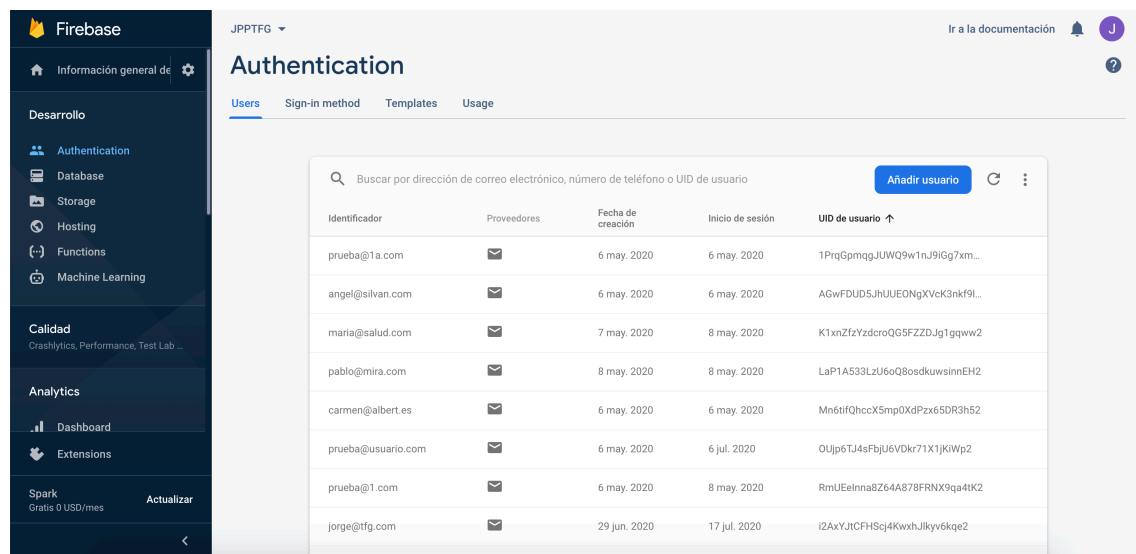 Firebase
JPPTFG
Ir a la documentación
J
Información general de
Authentication
Users Sign-in method Templates Usage
Desarrollo
Authentication
Database
Storage
Hosting
Functions
Machine Learning
Calidad
Crashlytics, Performance, Test Lab ...
Analytics
Dashboard
Extensions
Spark
Gratis 0 USD/mes
Actualizar
Buscar por dirección de correo electrónico, número de teléfono o UID de usuario
Añadir usuario
Identificador Proveedores Fecha de creación Inicio de sesión UID de usuario
prueba@1a.com 6 may. 2020 6 may. 2020 1PrqGpmqgJUWQ9w1nJ9iGg7xm...
angel@silvan.com 6 may. 2020 6 may. 2020 AGwFDUD5JhUUEONgXVcK3nkf9l...
maria@salud.com 7 may. 2020 8 may. 2020 K1xnZfzYzdcroQG5FZZDJg1gqww2
pablo@mira.com 8 may. 2020 8 may. 2020 LaP1A533LzU6oQ8osdkuwsinnEH2
carmen@albert.es 6 may. 2020 6 may. 2020 Mn6tifQhccX5mp0XdPzx65DR3h52
prueba@usuario.com 6 may. 2020 6 jul. 2020 OUjp6TJ4sFbjU6VDkr71X1jKiWp2
prueba@1.com 6 may. 2020 8 may. 2020 RmUEeInna8Z64A878FRNX9qa4tK2
jorge@tfg.com 29 jun. 2020 17 jul. 2020 i2AxYJtCFHScj4KwxhJlkyv6kqe2